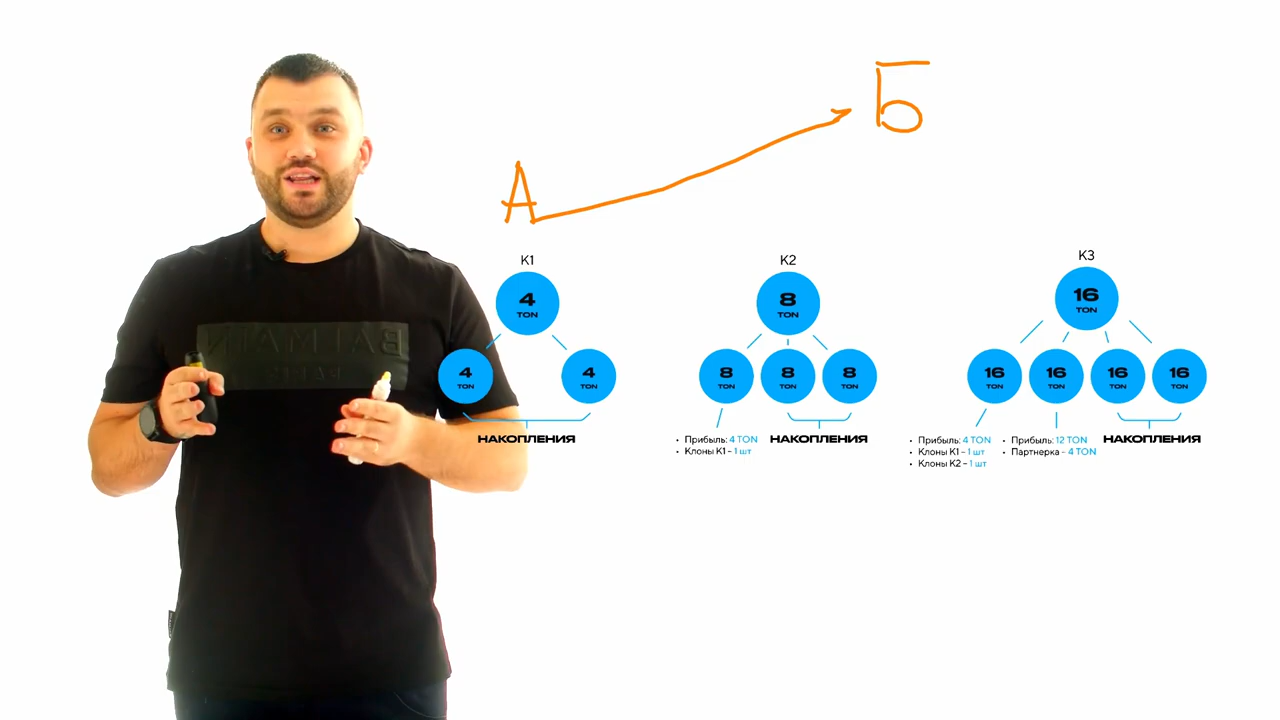 А
Б
К1
4
TON
4
TON
4
TON
НАКОПЛЕНИЯ
К2
8
TON
8
TON
8
TON
8
TON
• Прибыль: 4 TON
• Клоны К1 - 1 шт
НАКОПЛЕНИЯ
К3
16
TON
16
TON
16
TON
16
TON
16
TON
• Прибыль: 4 TON
• Клоны К1 - 1 шт
• Клоны К2 - 1 шт
• Прибыль: 12 TON
• Партнерка - 4 TON
НАКОПЛЕНИЯ
BALMAIN
PARIS